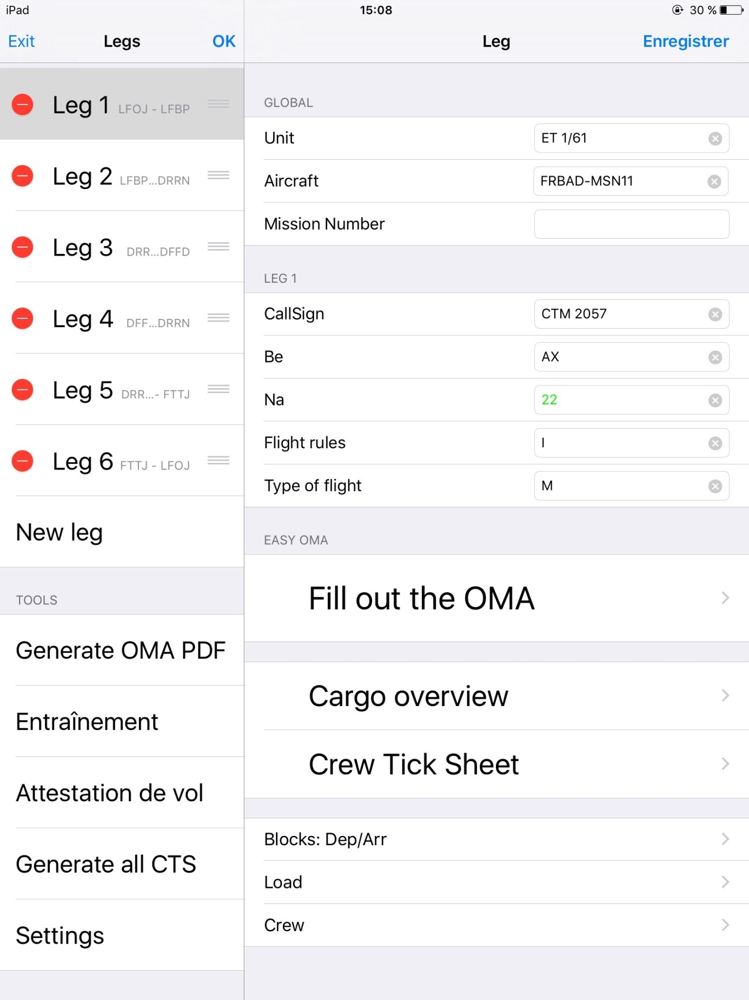 iPad
15:08
30 %
Exit
Legs
OK
Leg 1 LFOJ - LFBP
Leg 2 LFBP...DRRN
Leg 3 DRR...DFFD
Leg 4 DFF...DRRN
Leg 5 DRR...- FTTJ
Leg 6 FTTJ - LFOJ
New leg
TOOLS
Generate OMA PDF
Entraînement
Attestation de vol
Generate all CTS
Settings
Leg
Enregistrer
GLOBAL
Unit ET 1/61
Aircraft FRBAD-MSN11
Mission Number
LEG 1
CallSign CTM 2057
Be AX
Na 22
Flight rules I
Type of flight M
EASY OMA
Fill out the OMA
Cargo overview
Crew Tick Sheet
Blocks: Dep/Arr
Load
Crew